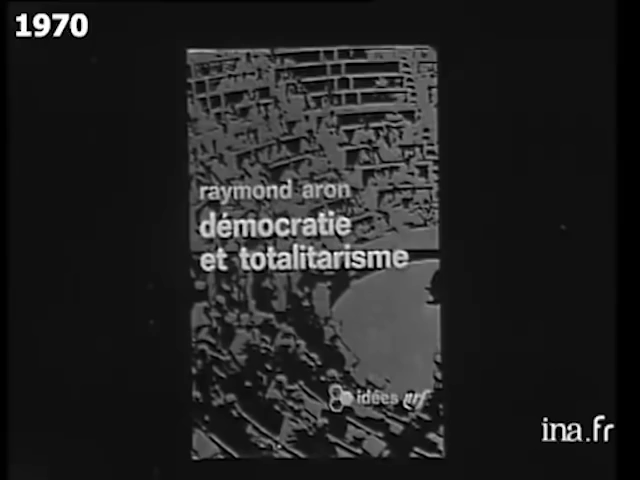 1970
raymond aron
démocratie
et totalitarisme
idées nrf
ina.fr